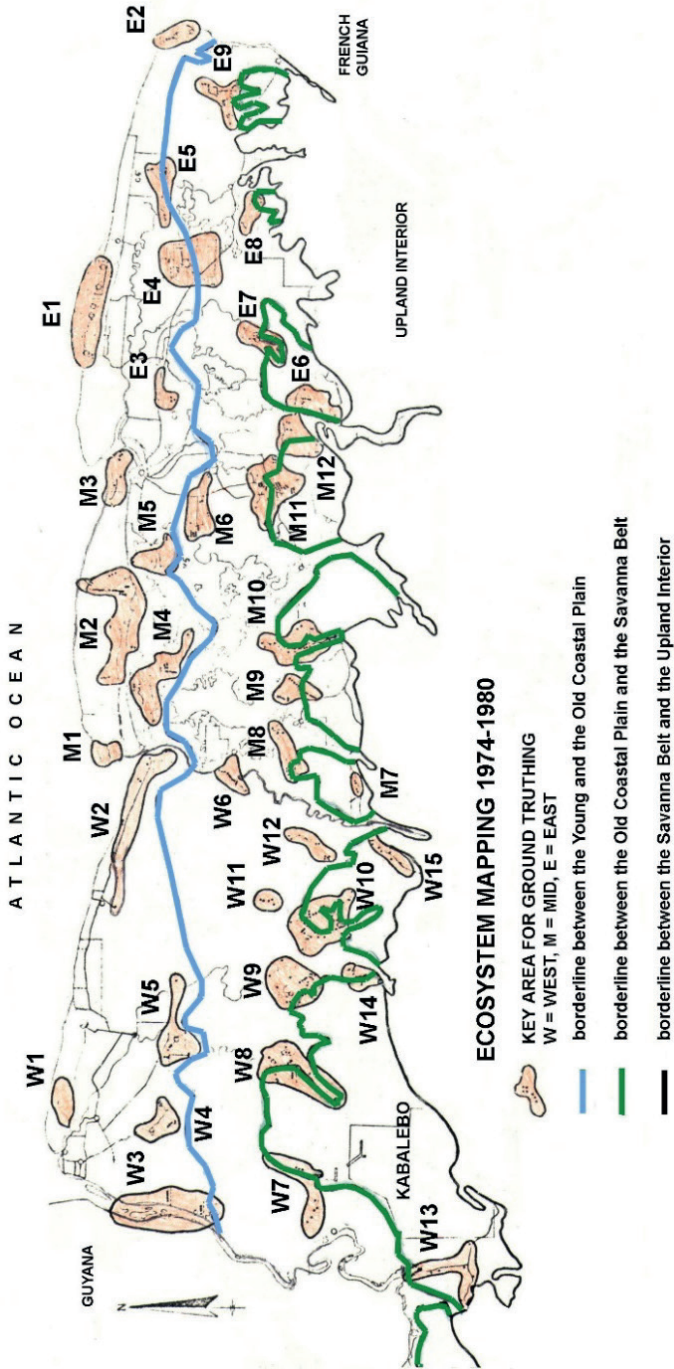 ATLANTIC OCEAN
GUYANA
N
W1
W2
W3
W4
W5
W6
W7
W8
W9
W10
W11
W12
W13
W14
W15
M1
M2
M3
M4
M5
M6
M7
M8
M9
M10
M11
M12
E1
E2
E3
E4
E5
E6
E7
E8
E9
FRENCH
GUIANA
UPLAND INTERIOR
KABALEBO
ECOSYSTEM MAPPING 1974-1980
KEY AREA FOR GROUND TRUTHING
W = WEST, M = MID, E = EAST
borderline between the Young and the Old Coastal Plain
borderline between the Old Coastal Plain and the Savanna Belt
borderline between the Savanna Belt and the Upland Interior